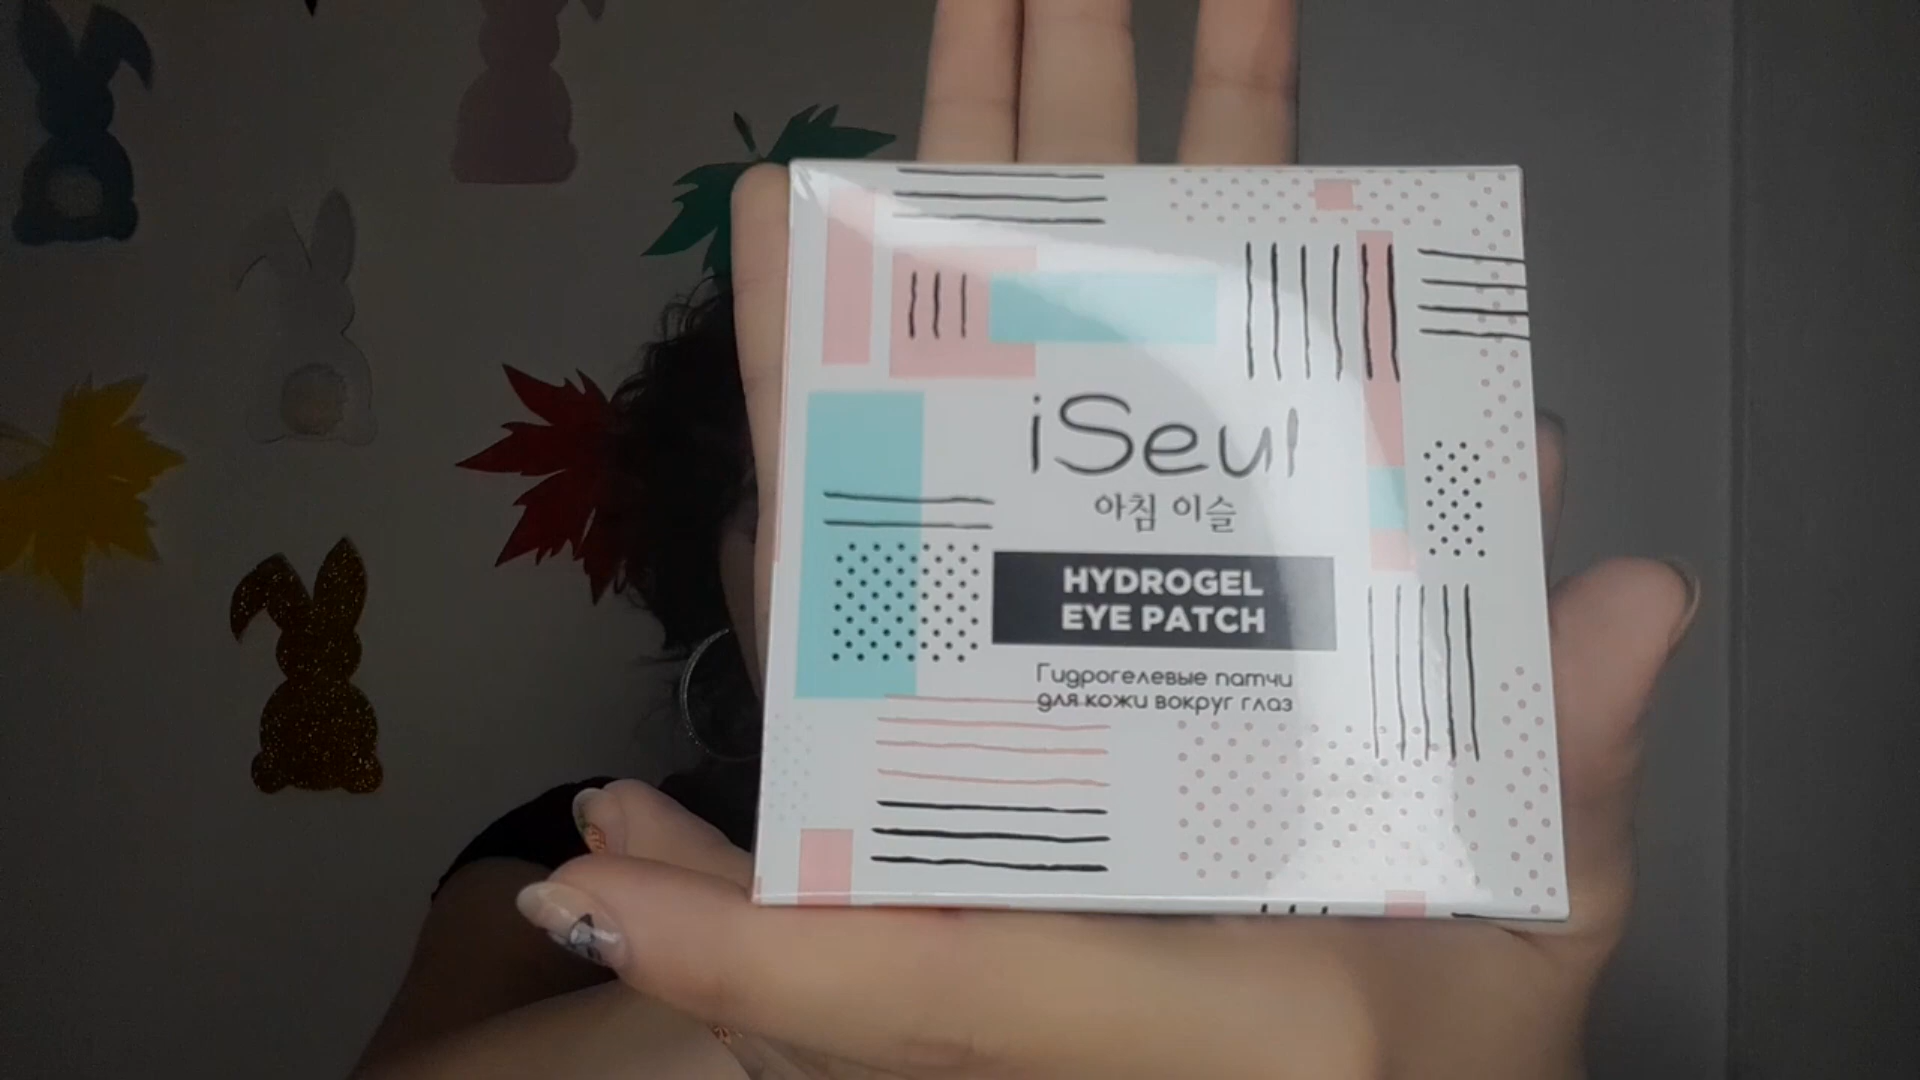 iSeul
아침 이슬
HYDROGEL
EYE PATCH
Гидрогелевые патчи
для кожи вокруг глаз